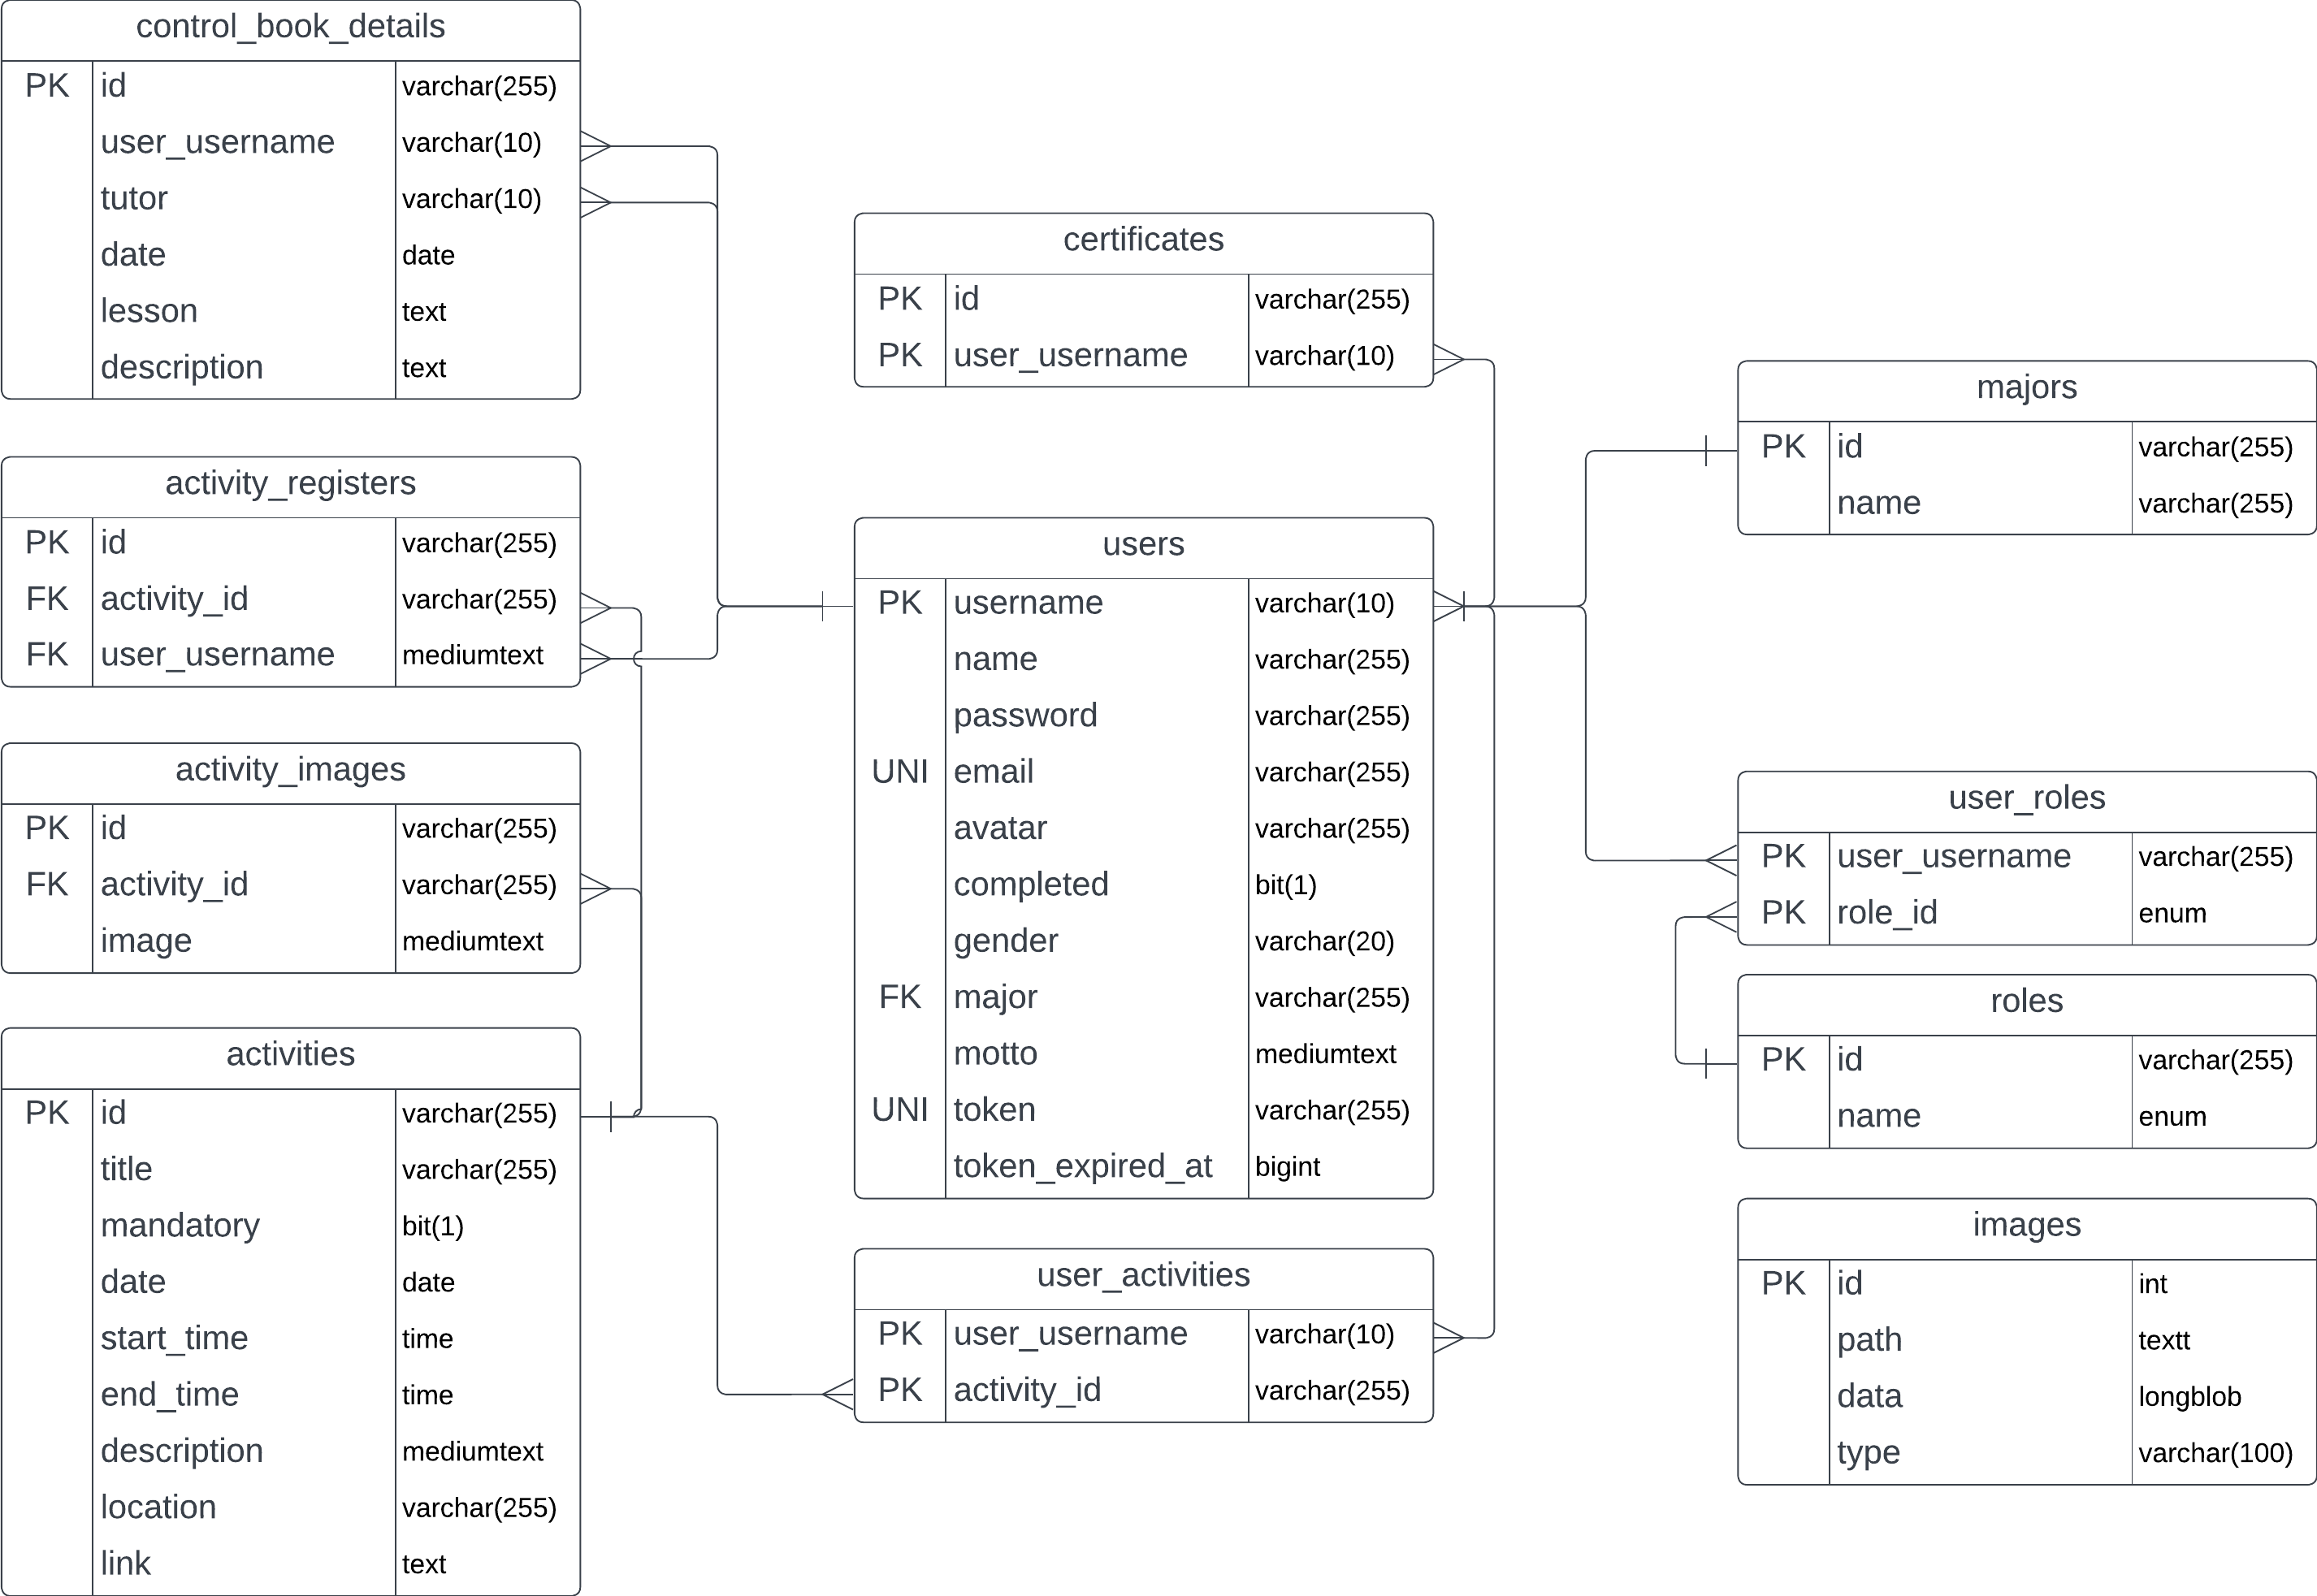 control_book_details
PK id varchar(255)
user_username varchar(10)
tutor varchar(10)
date date
lesson text
description text
activity_registers
PK id varchar(255)
FK activity_id varchar(255)
FK user_username mediumtext
activity_images
PK id varchar(255)
FK activity_id varchar(255)
image mediumtext
activities
PK id varchar(255)
title varchar(255)
mandatory bit(1)
date date
start_time time
end_time time
description mediumtext
location varchar(255)
link text
certificates
PK id varchar(255)
PK user_username varchar(10)
users
PK username varchar(10)
name varchar(255)
password varchar(255)
UNI email varchar(255)
avatar varchar(255)
completed bit(1)
gender varchar(20)
FK major varchar(255)
motto mediumtext
UNI token varchar(255)
token_expired_at bigint
user_activities
PK user_username varchar(10)
PK activity_id varchar(255)
majors
PK id varchar(255)
name varchar(255)
user_roles
PK user_username varchar(255)
PK role_id enum
roles
PK id varchar(255)
name enum
images
PK id int
path textt
data longblob
type varchar(100)